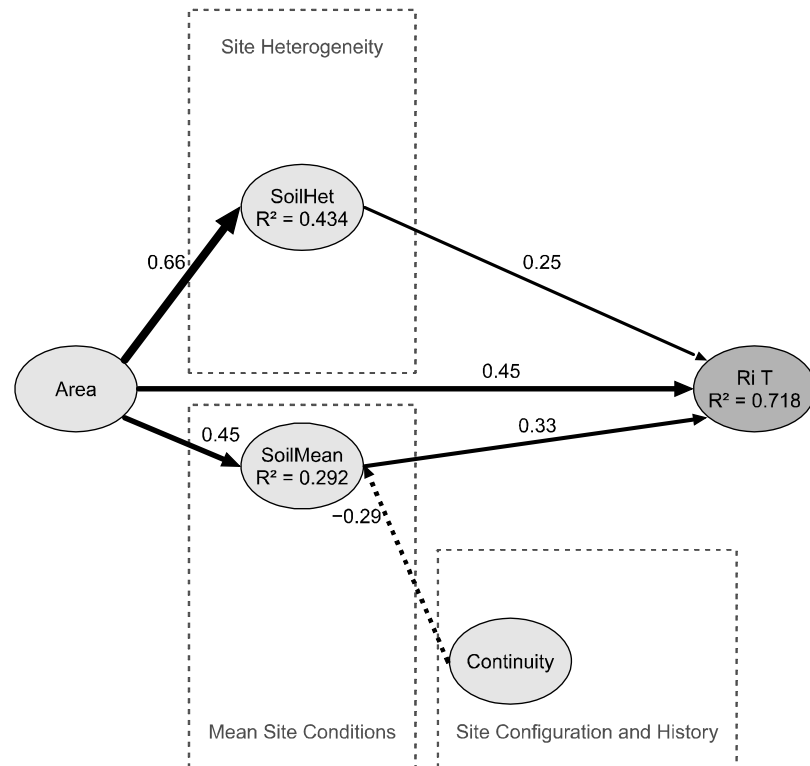 Site Heterogeneity
SoilHet
R² = 0.434
0.66
0.25
Area
0.45
Ri T
R² = 0.718
0.45
SoilMean
R² = 0.292
0.33
−0.29
Continuity
Mean Site Conditions
Site Configuration and History